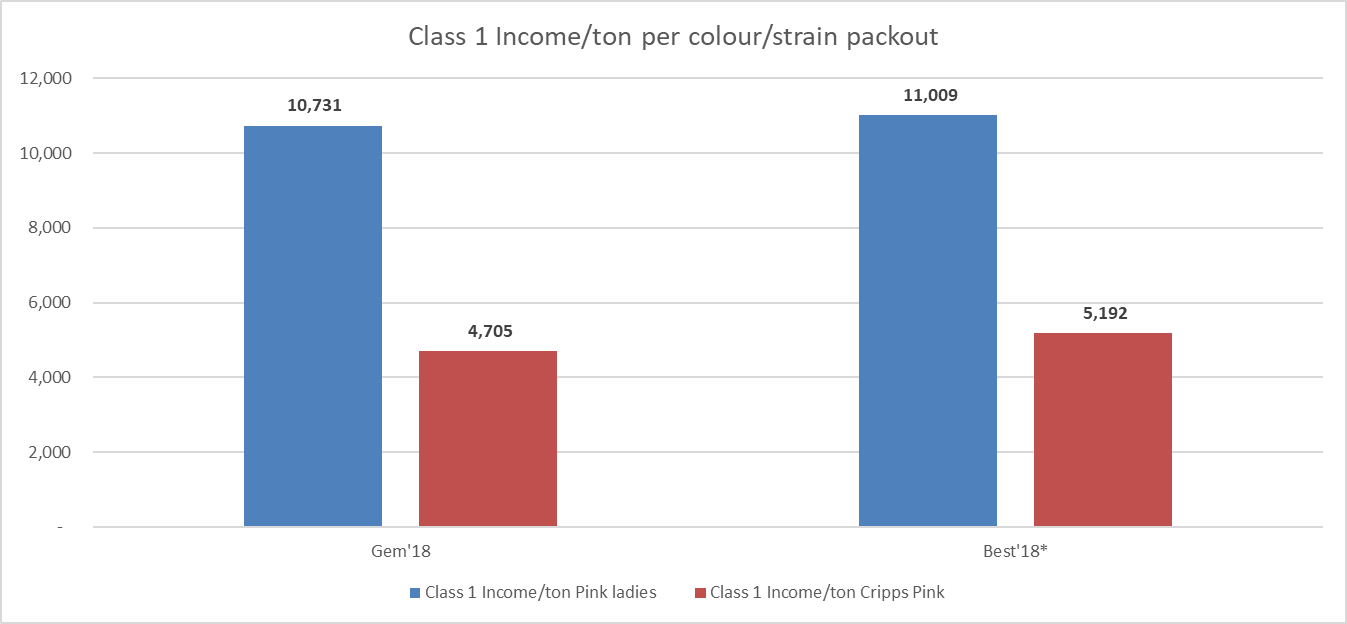 Class 1 Income/ton per colour/strain packout
12,000
10,000
8,000
6,000
4,000
2,000
-
10,731
4,705
11,009
5,192
Gem'18
Best'18*
Class 1 Income/ton Pink ladies
Class 1 Income/ton Cripps Pink